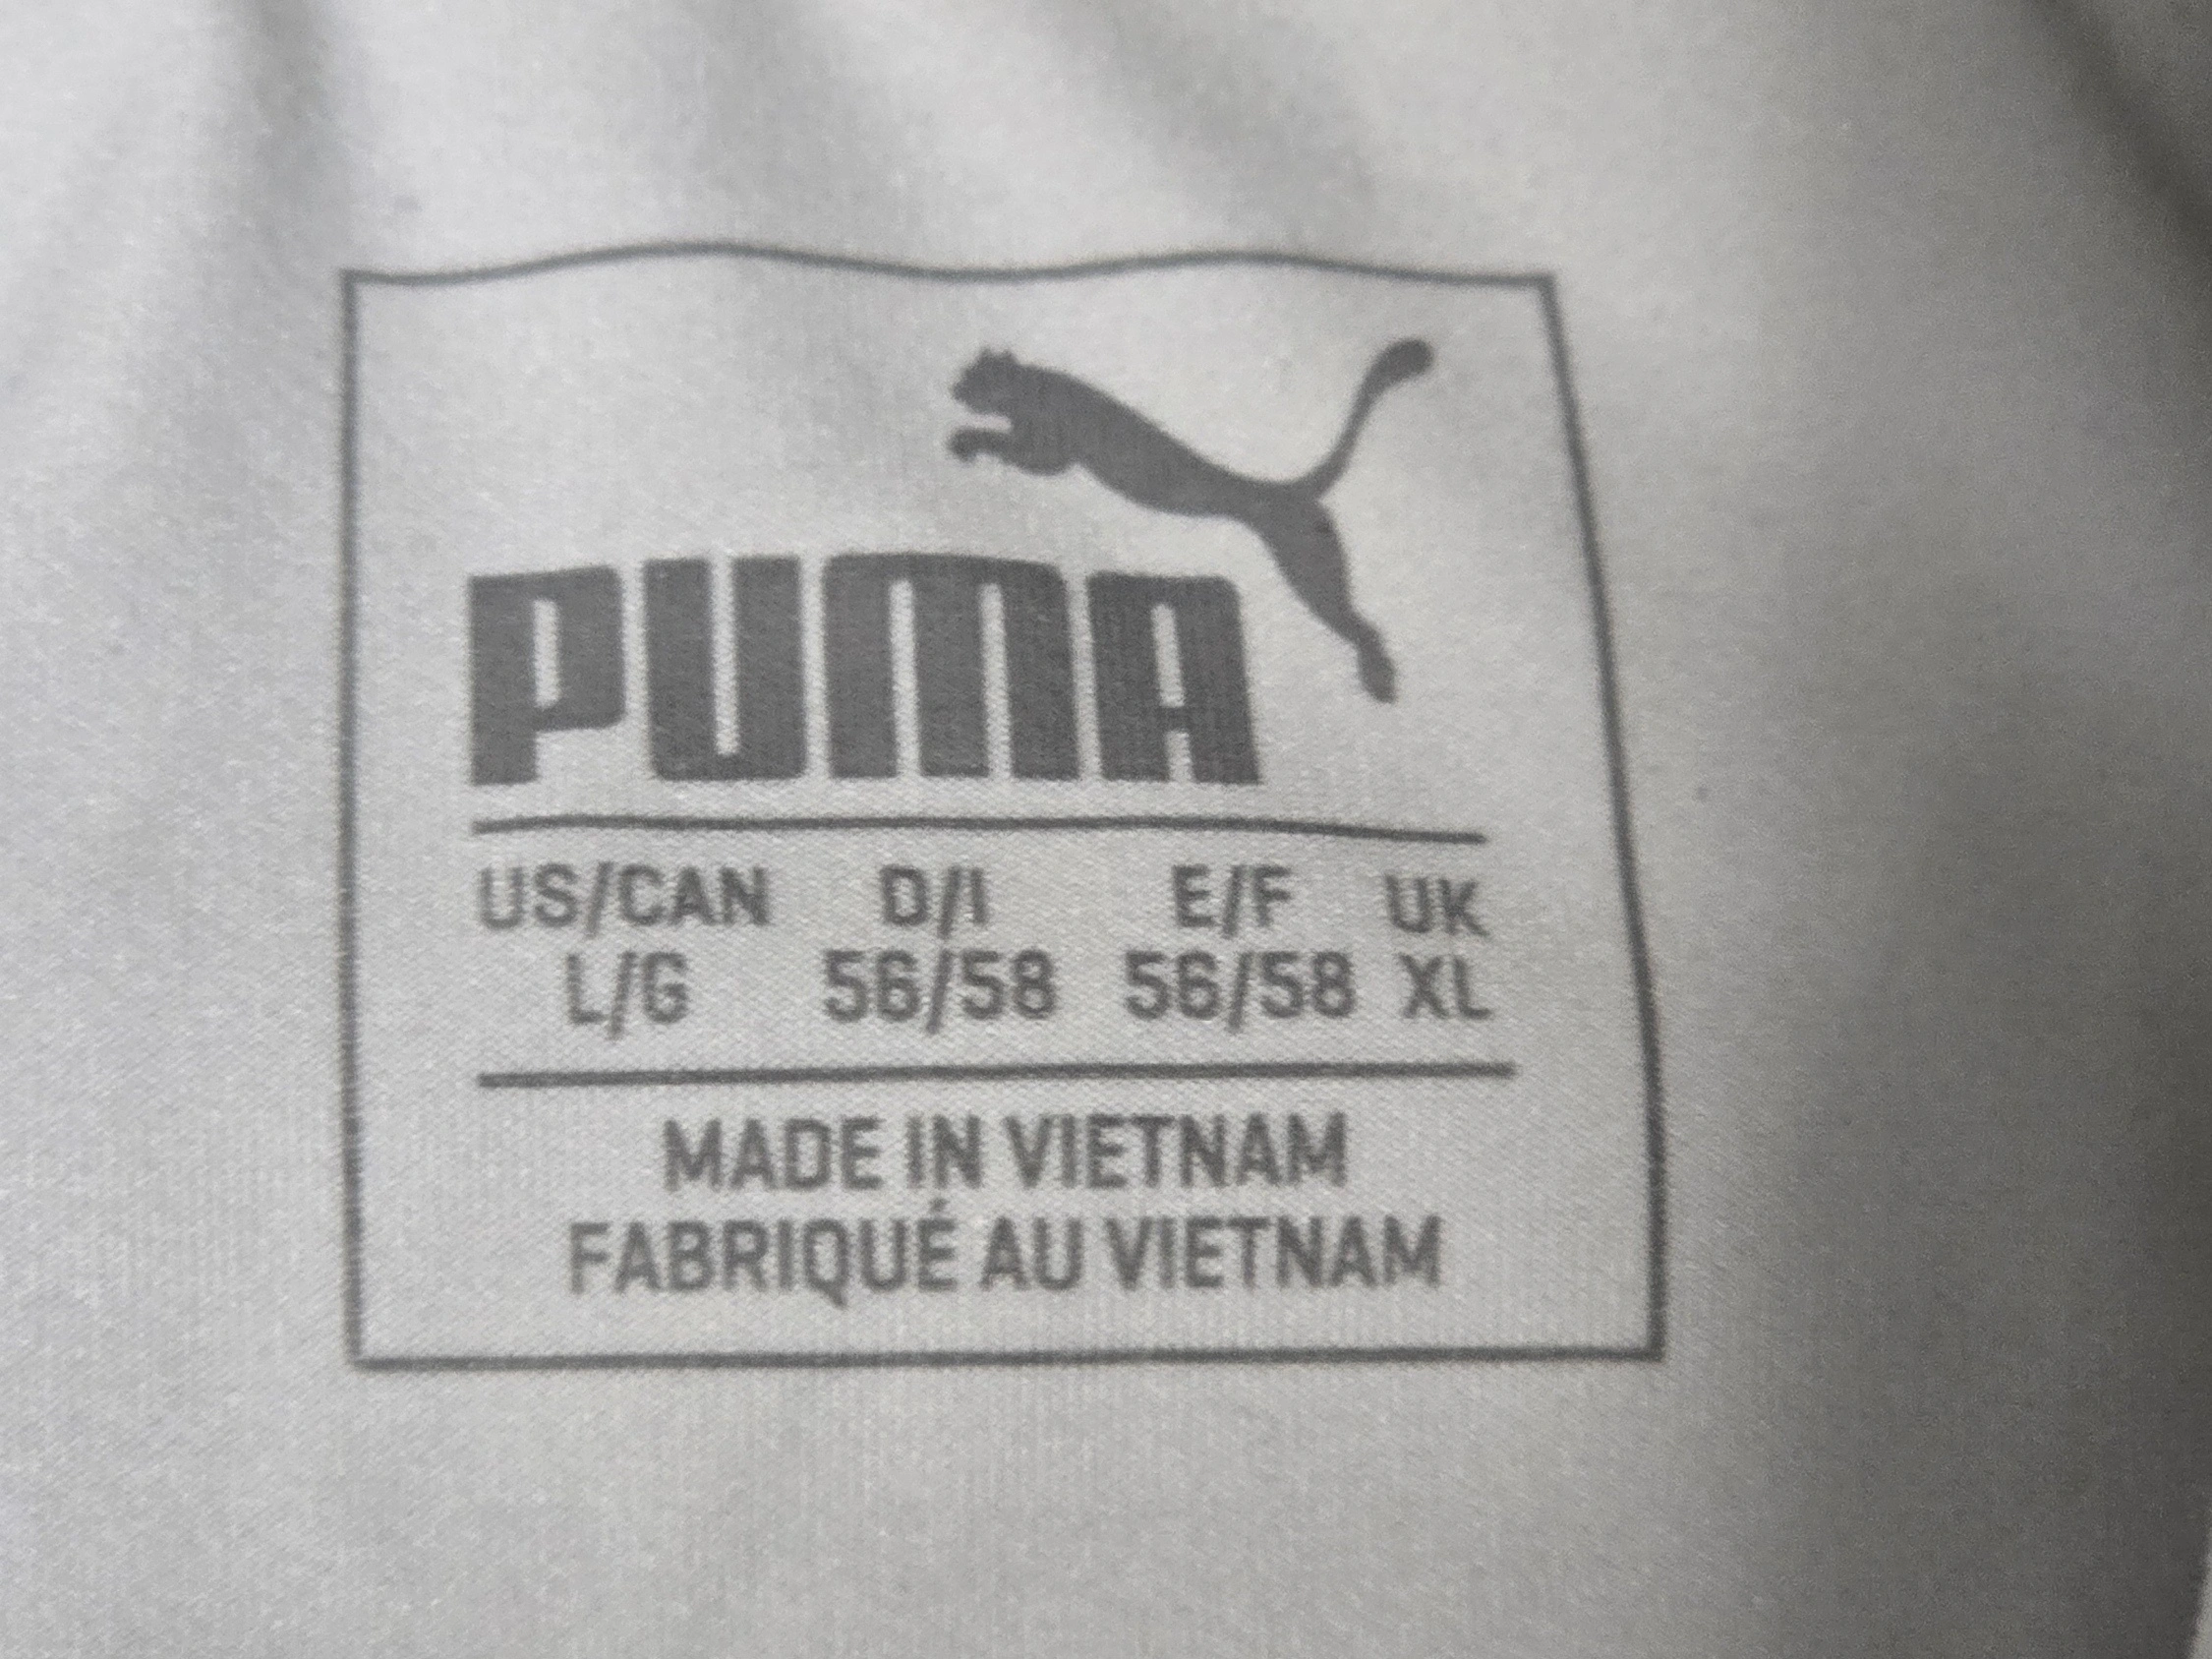 PUMA
US/CAN D/I E/F UK
L/G 56/58 56/58 XL
MADE IN VIETNAM
FABRIQUÉ AU VIETNAM